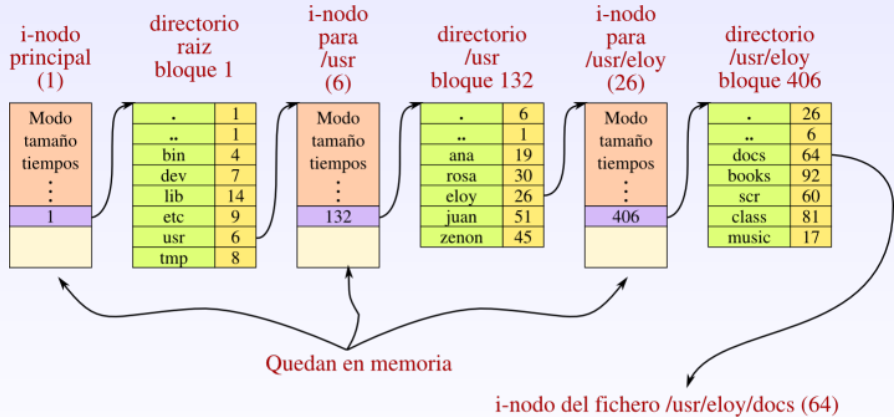 i-nodo
principal
(1)
directorio
raiz
bloque 1
i-nodo
para
/usr
(6)
directorio
/usr
bloque 132
i-nodo
para
/usr/eloy
(26)
directorio
/usr/eloy
bloque 406
Modo
tamaño
tiempos
1
. 1
.. 1
bin 4
dev 7
lib 14
etc 9
usr 6
tmp 8
Modo
tamaño
tiempos
132
. 6
.. 1
ana 19
rosa 30
eloy 26
juan 51
zenon 45
Modo
tamaño
tiempos
406
. 26
.. 6
docs 64
books 92
scr 60
class 81
music 17
Quedan en memoria
i-nodo del fichero /usr/eloy/docs (64)